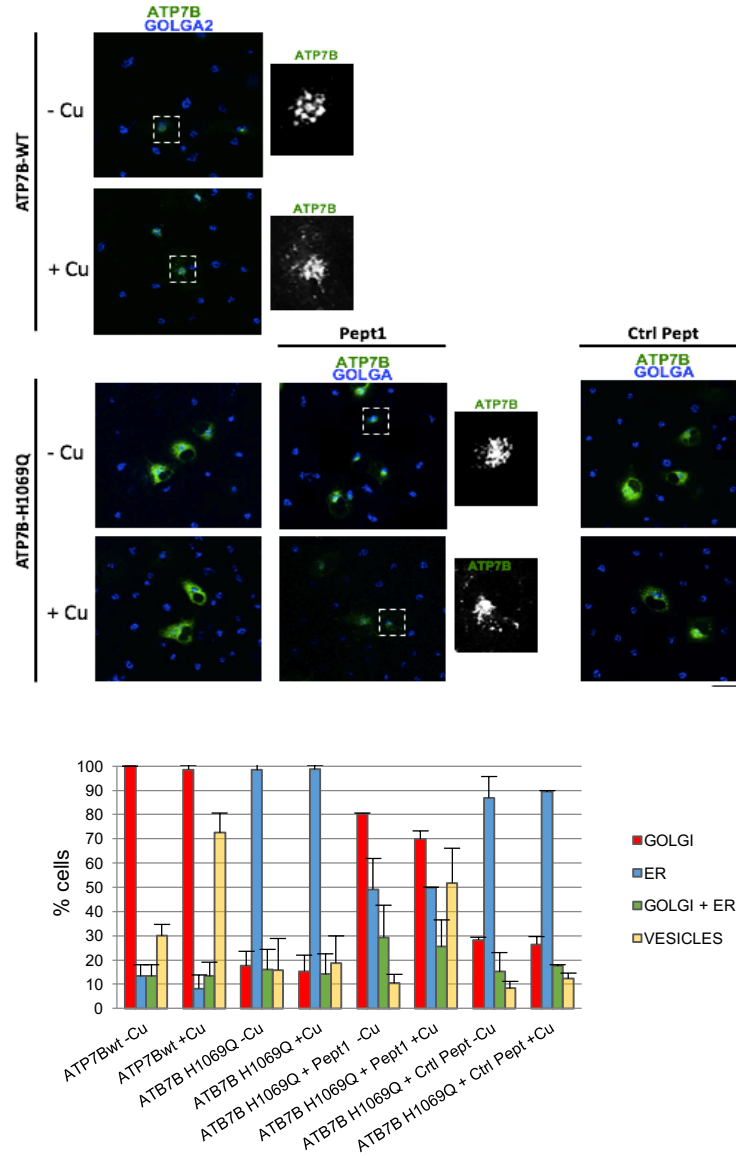 ATP7B
GOLGA2
ATP7B-WT
- Cu
ATP7B
+ Cu
ATP7B
Pept1
Ctrl Pept
ATP7B
GOLGA
ATP7B
GOLGA
ATP7B-H1069Q
- Cu
ATP7B
+ Cu
ATP7B
% cells
100
90
80
70
60
50
40
30
20
10
0
GOLGI
ER
GOLGI + ER
VESICLES
ATP7Bwt -Cu
ATP7Bwt +Cu
ATB7B H1069Q -Cu
ATB7B H1069Q +Cu
ATB7B H1069Q + Pept1 -Cu
ATB7B H1069Q + Pept1 +Cu
ATB7B H1069Q + Crtl Pept -Cu
ATB7B H1069Q + Ctrl Pept +Cu